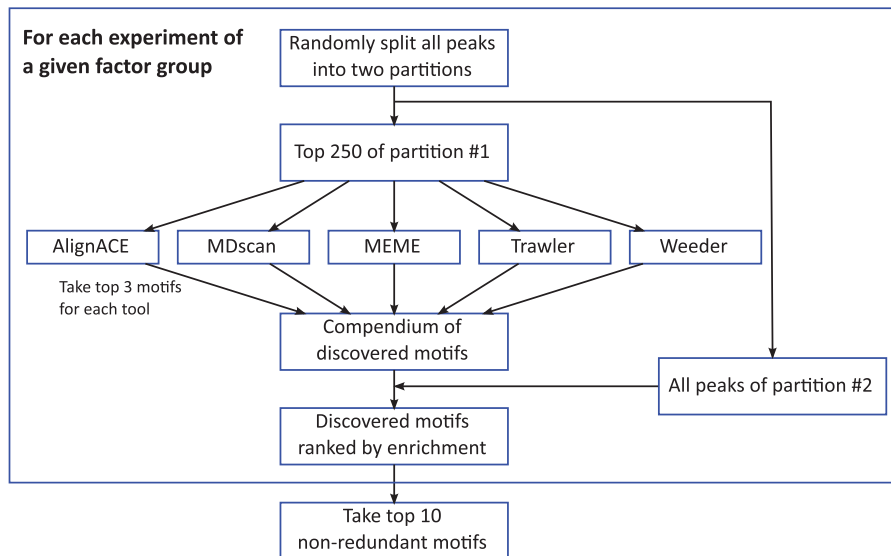 For each experiment of
a given factor group
Randomly split all peaks
into two partitions
Top 250 of partition #1
AlignACE
MDscan
MEME
Trawler
Weeder
Take top 3 motifs
for each tool
Compendium of
discovered motifs
All peaks of partition #2
Discovered motifs
ranked by enrichment
Take top 10
non-redundant motifs